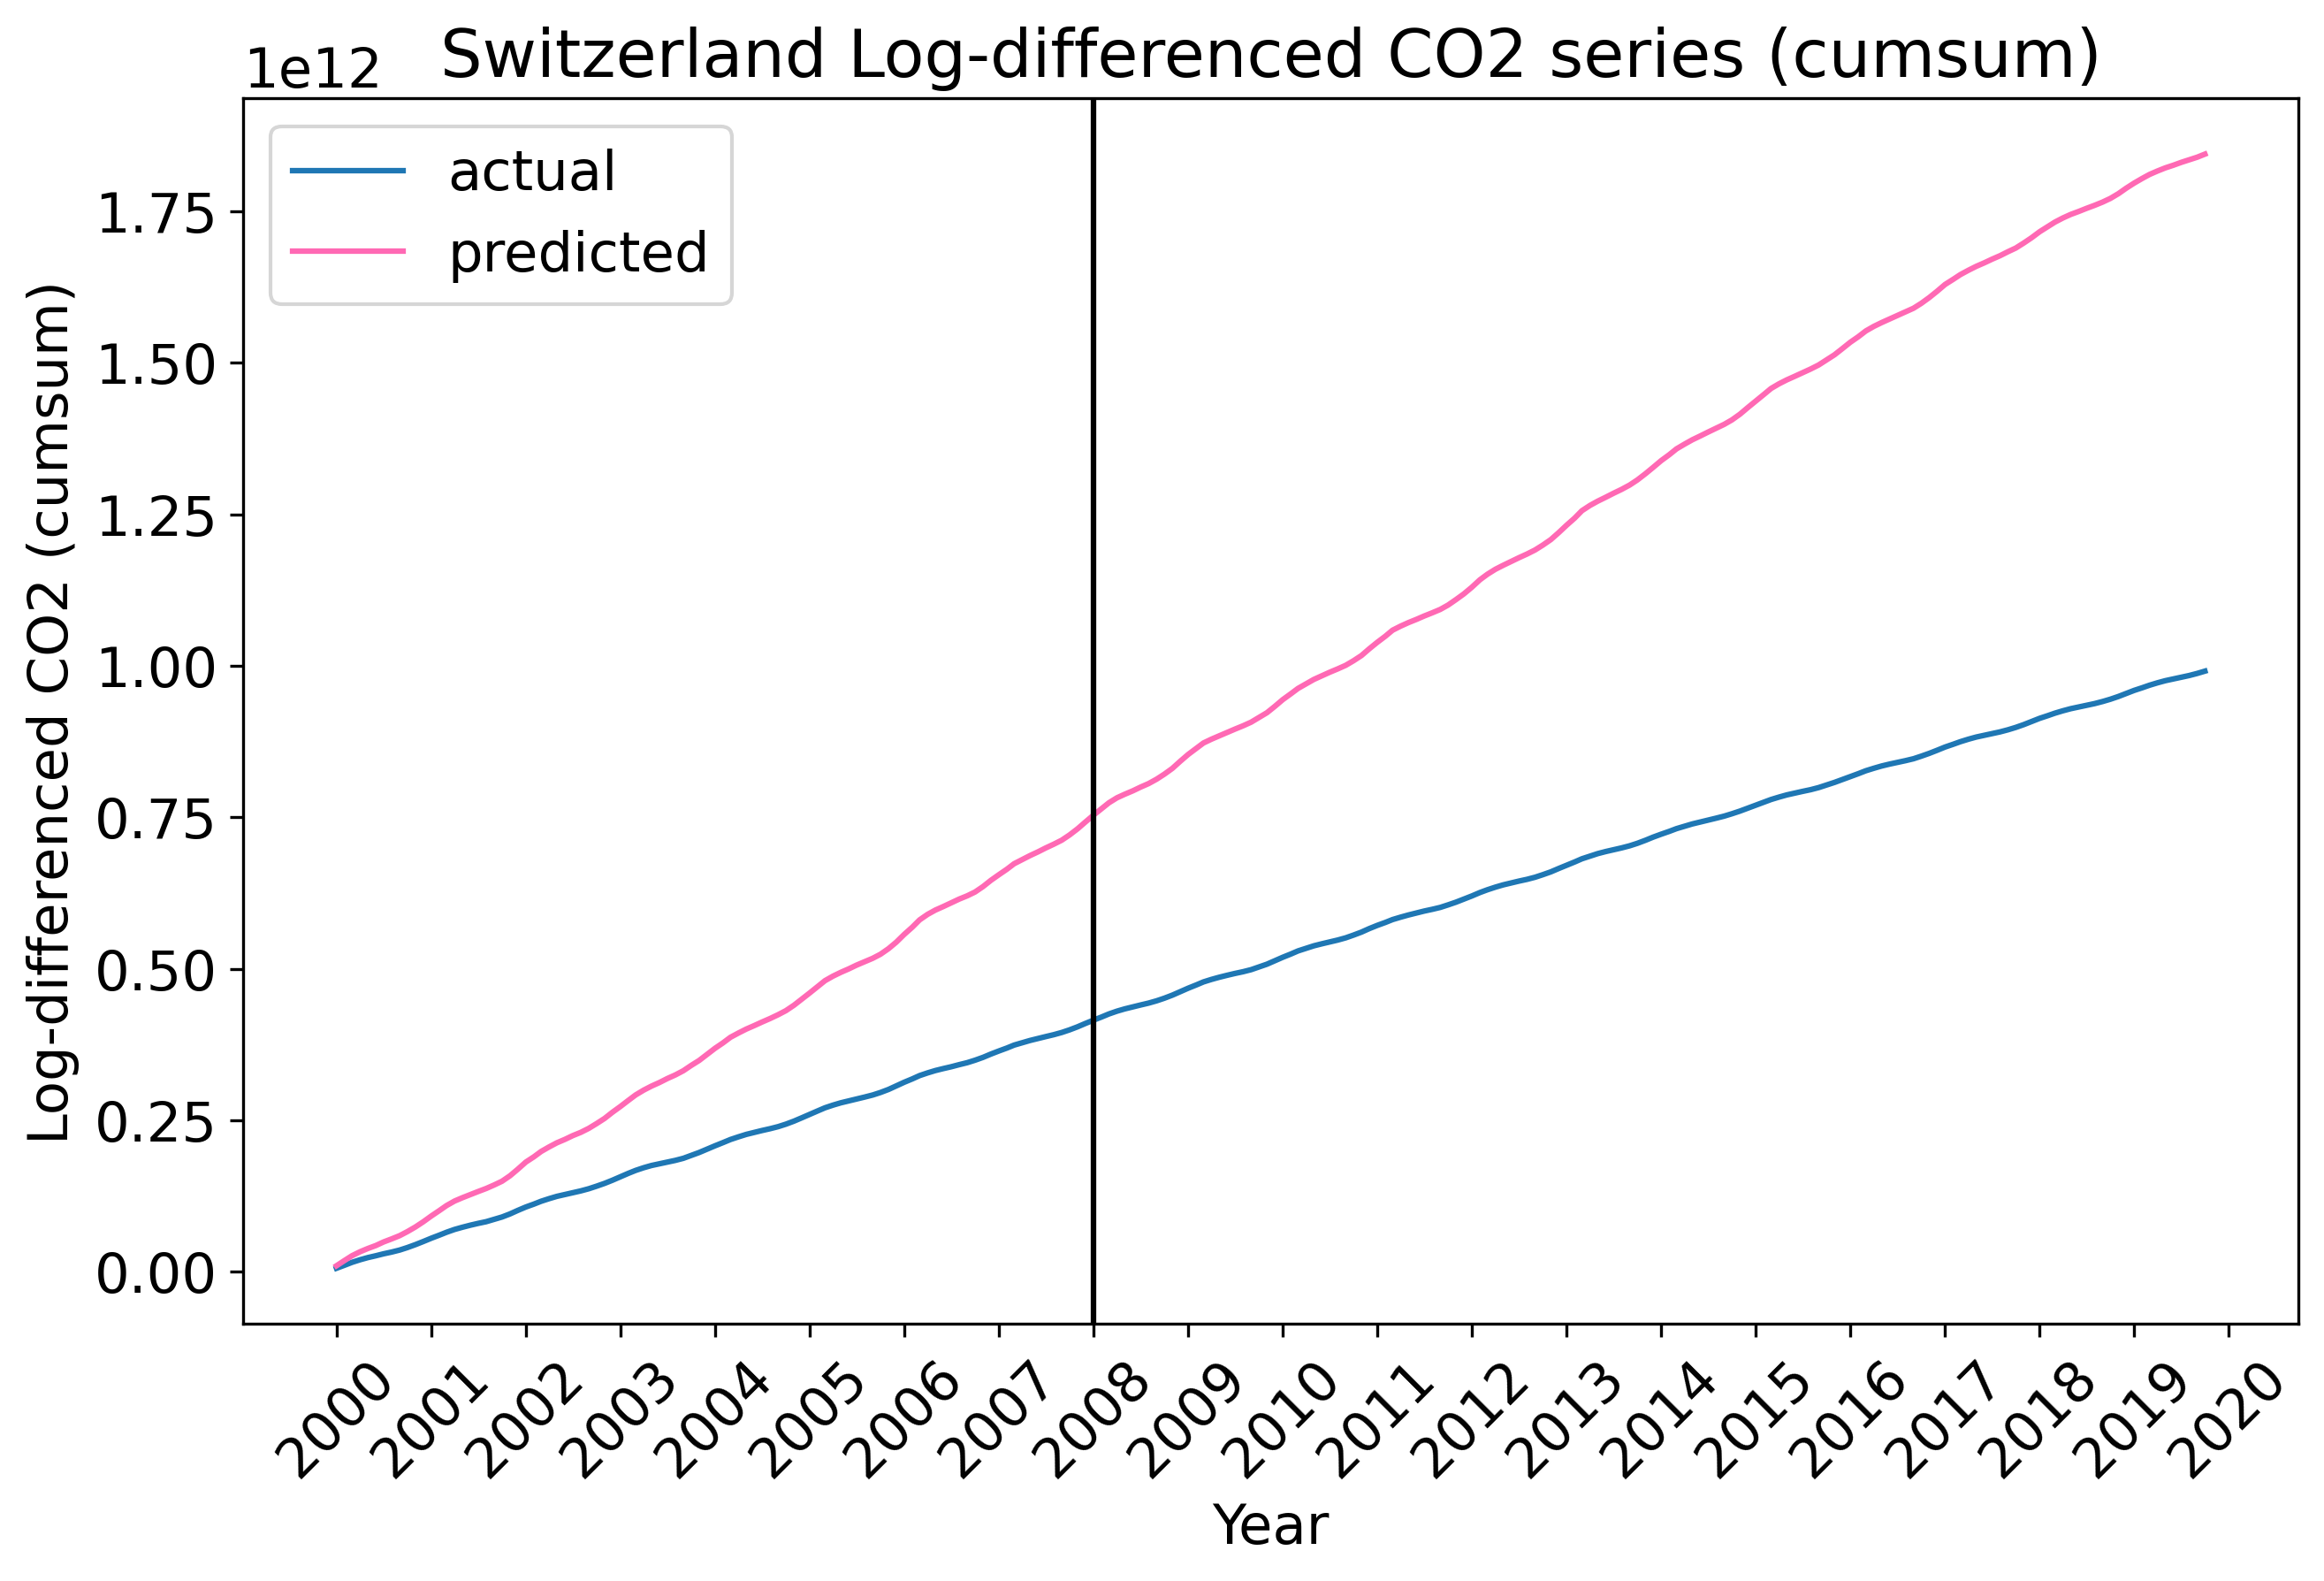 Switzerland Log-differenced CO2 series (cumsum)
1e12
actual
predicted
1.75
1.50
1.25
1.00
0.75
0.50
0.25
0.00
Log-differenced CO2 (cumsum)
2000 2001 2002 2003 2004 2005 2006 2007 2008 2009 2010 2011 2012 2013 2014 2015 2016 2017 2018 2019 2020
Year